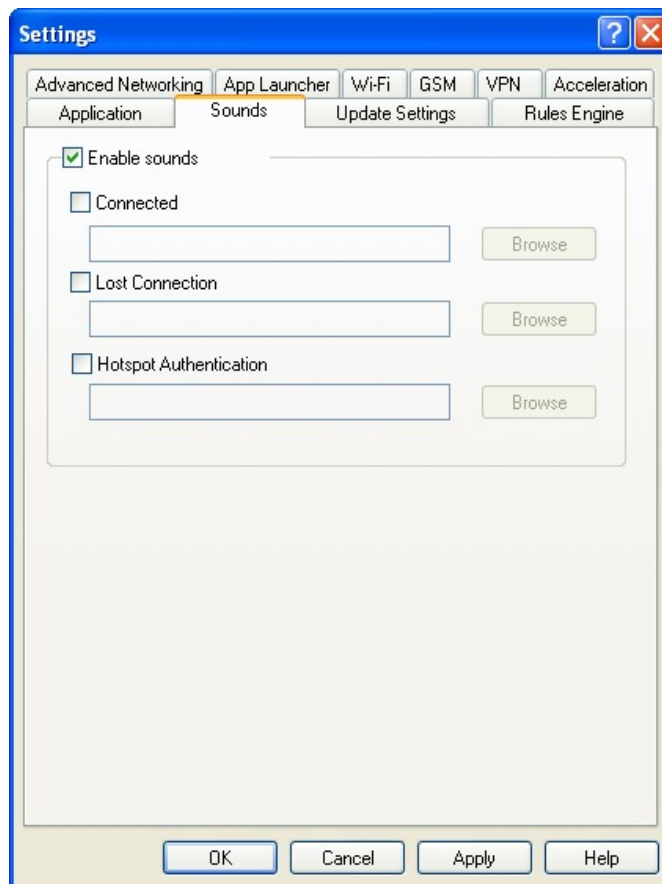 Settings
?
Advanced Networking App Launcher Wi-Fi GSM VPN Acceleration
Application Sounds Update Settings Rules Engine
Enable sounds
Connected
Browse
Lost Connection
Browse
Hotspot Authentication
Browse
OK Cancel Apply Help